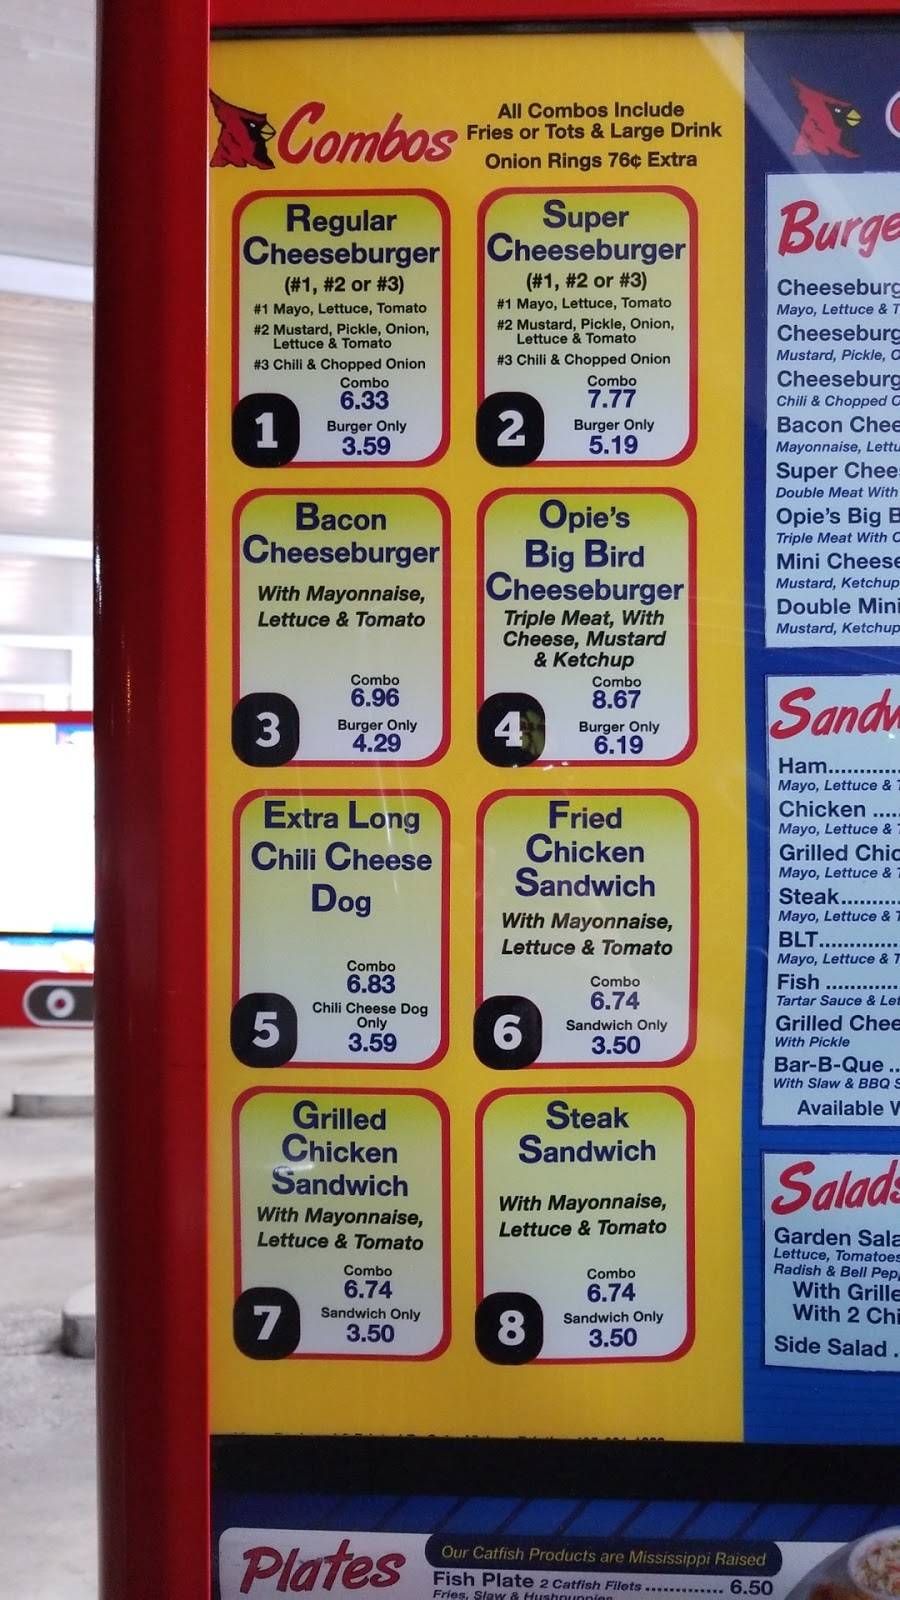 Combos
All Combos Include
Fries or Tots & Large Drink
Onion Rings 76¢ Extra
Regular
Cheeseburger
(#1, #2 or #3)
#1 Mayo, Lettuce, Tomato
#2 Mustard, Pickle, Onion,
Lettuce & Tomato
#3 Chili & Chopped Onion
Combo
6.33
Burger Only
3.59
1
Super
Cheeseburger
(#1, #2 or #3)
#1 Mayo, Lettuce, Tomato
#2 Mustard, Pickle, Onion,
Lettuce & Tomato
#3 Chili & Chopped Onion
Combo
7.77
Burger Only
5.19
2
Bacon
Cheeseburger
With Mayonnaise,
Lettuce & Tomato
Combo
6.96
Burger Only
4.29
3
Opie's
Big Bird
Cheeseburger
Triple Meat, With
Cheese, Mustard
& Ketchup
Combo
8.67
Burger Only
6.19
4
Extra Long
Chili Cheese
Dog
Combo
6.83
Chili Cheese Dog
Only
3.59
5
Fried
Chicken
Sandwich
With Mayonnaise,
Lettuce & Tomato
Combo
6.74
Sandwich Only
3.50
6
Grilled
Chicken
Sandwich
With Mayonnaise,
Lettuce & Tomato
Combo
6.74
Sandwich Only
3.50
7
Steak
Sandwich
With Mayonnaise,
Lettuce & Tomato
Combo
6.74
Sandwich Only
3.50
8
Burge
Cheeseburg
Mayo, Lettuce & T
Cheeseburg
Mustard, Pickle, O
Cheeseburg
Chili & Chopped O
Bacon Chee
Mayonnaise, Lettu
Super Chee
Double Meat With
Opie's Big B
Triple Meat With C
Mini Cheese
Mustard, Ketchup
Double Mini
Mustard, Ketchup
Sandw
Ham
Mayo, Lettuce & T
Chicken
Mayo, Lettuce & T
Grilled Chic
Mayo, Lettuce & T
Steak
Mayo, Lettuce & T
BLT
Mayo, Lettuce & T
Fish
Tartar Sauce & Let
Grilled Chee
With Pickle
Bar-B-Que
With Slaw & BBQ S
Available W
Salads
Garden Sala
Lettuce, Tomatoes
Radish & Bell Pep
With Grille
With 2 Chi
Side Salad
Plates
Our Catfish Products are Mississippi Raised
Fish Plate 2 Catfish Filets ............ 6.50
Fries, Slaw & Hushpuppies